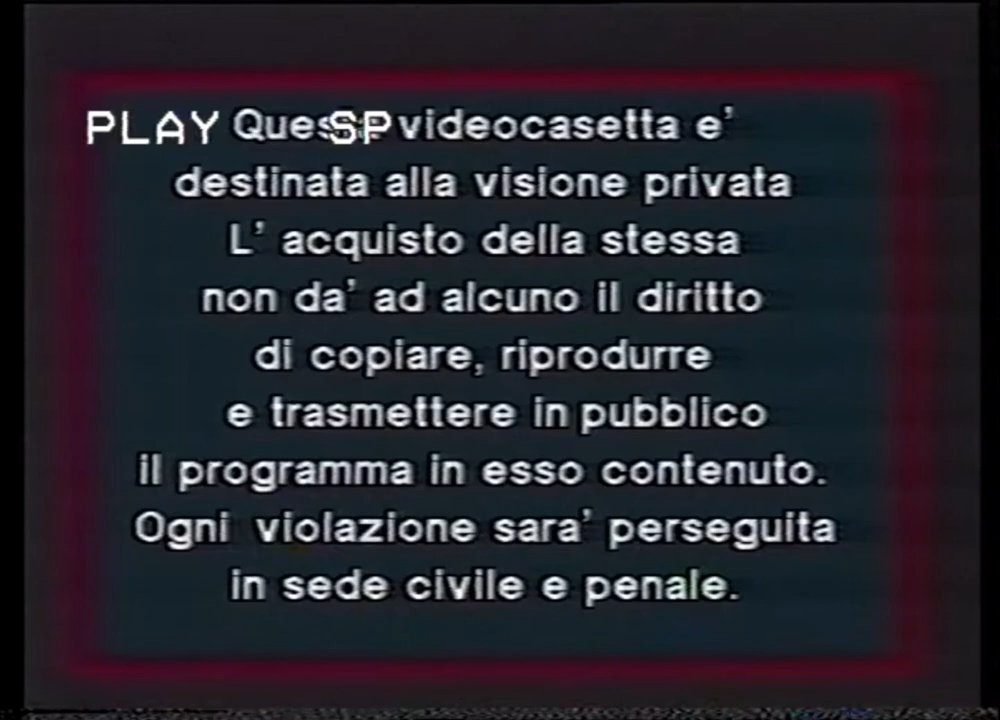 PLAY SP
Questa videocasetta e'
destinata alla visione privata
L' acquisto della stessa
non da' ad alcuno il diritto
di copiare, riprodurre
e trasmettere in pubblico
il programma in esso contenuto.
Ogni violazione sara' perseguita
in sede civile e penale.